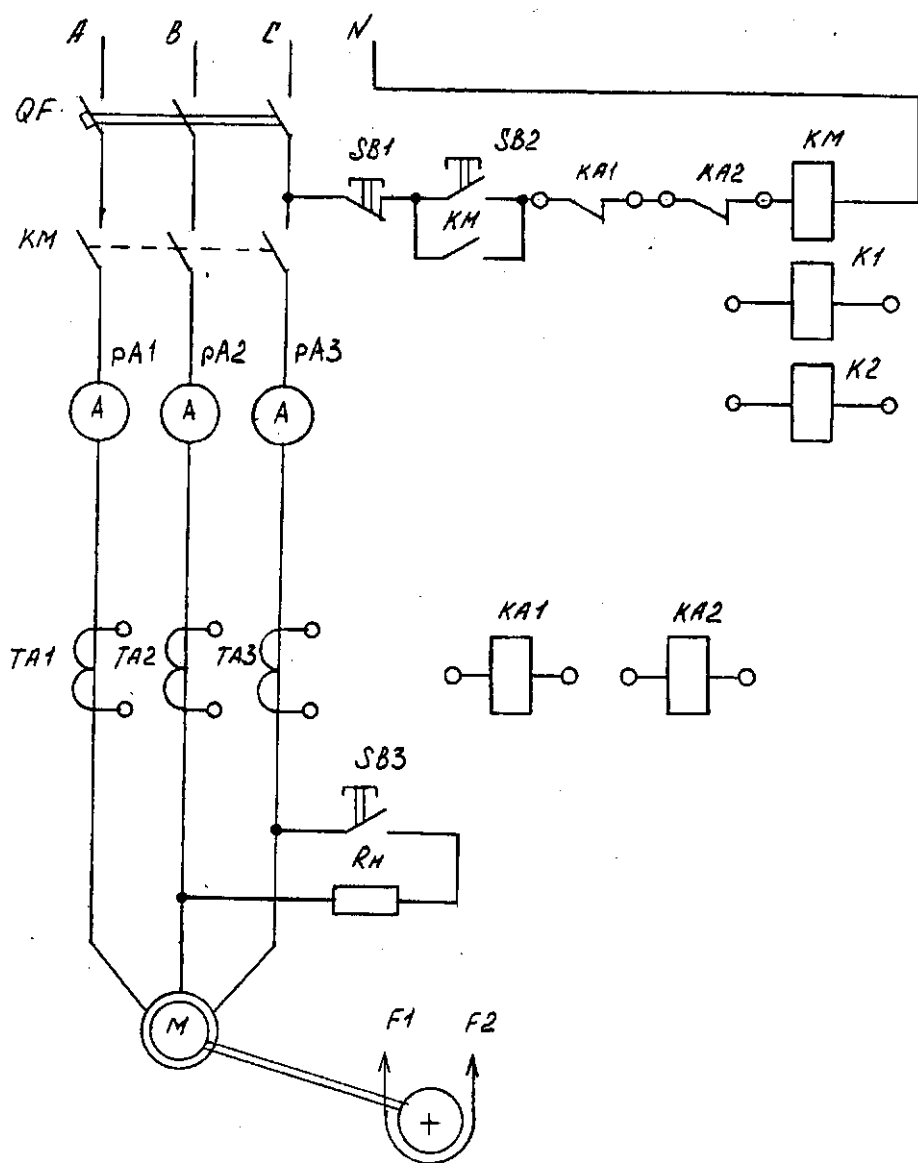 A B C N
QF
SB1 SB2 KA1 KA2 KM
KM
KM
K1
pA1 pA2 pA3
A A A
K2
KA1 KA2
TA1 TA2 TA3
SB3
Rн
M
F1 F2
+